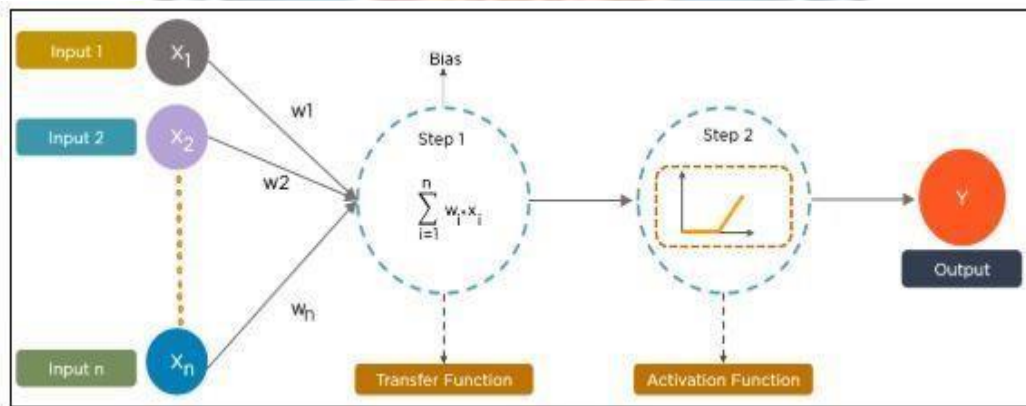 Input 1
X1
Bias
w1
Input 2
X2
w2
Step 1
n
∑ wi*xi
i=1
Step 2
Y
Output
wn
Input n
Xn
Transfer Function
Activation Function